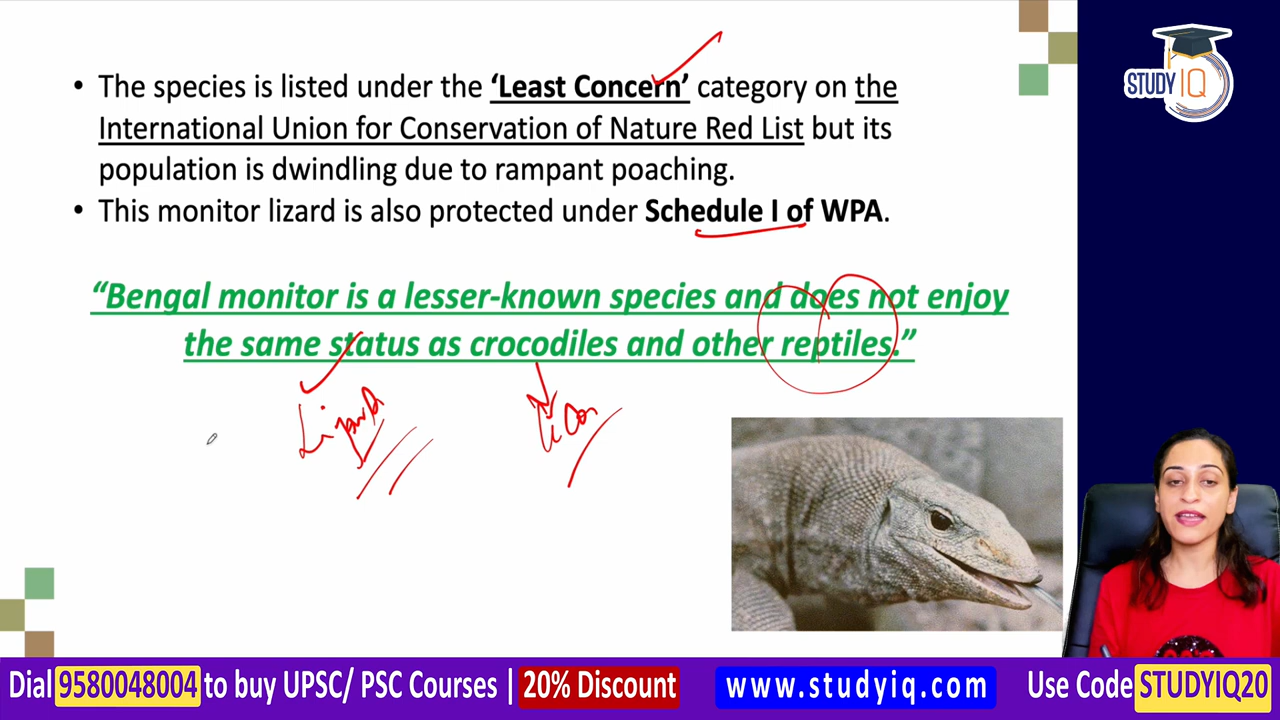 • The species is listed under the ‘Least Concern’ category on the
International Union for Conservation of Nature Red List but its
population is dwindling due to rampant poaching.
• This monitor lizard is also protected under Schedule I of WPA.
“Bengal monitor is a lesser-known species and does not enjoy
the same status as crocodiles and other reptiles.”
Lizard
STUDY IQ
Dial 9580048004 to buy UPSC/ PSC Courses | 20% Discount www.studyiq.com Use Code STUDYIQ20